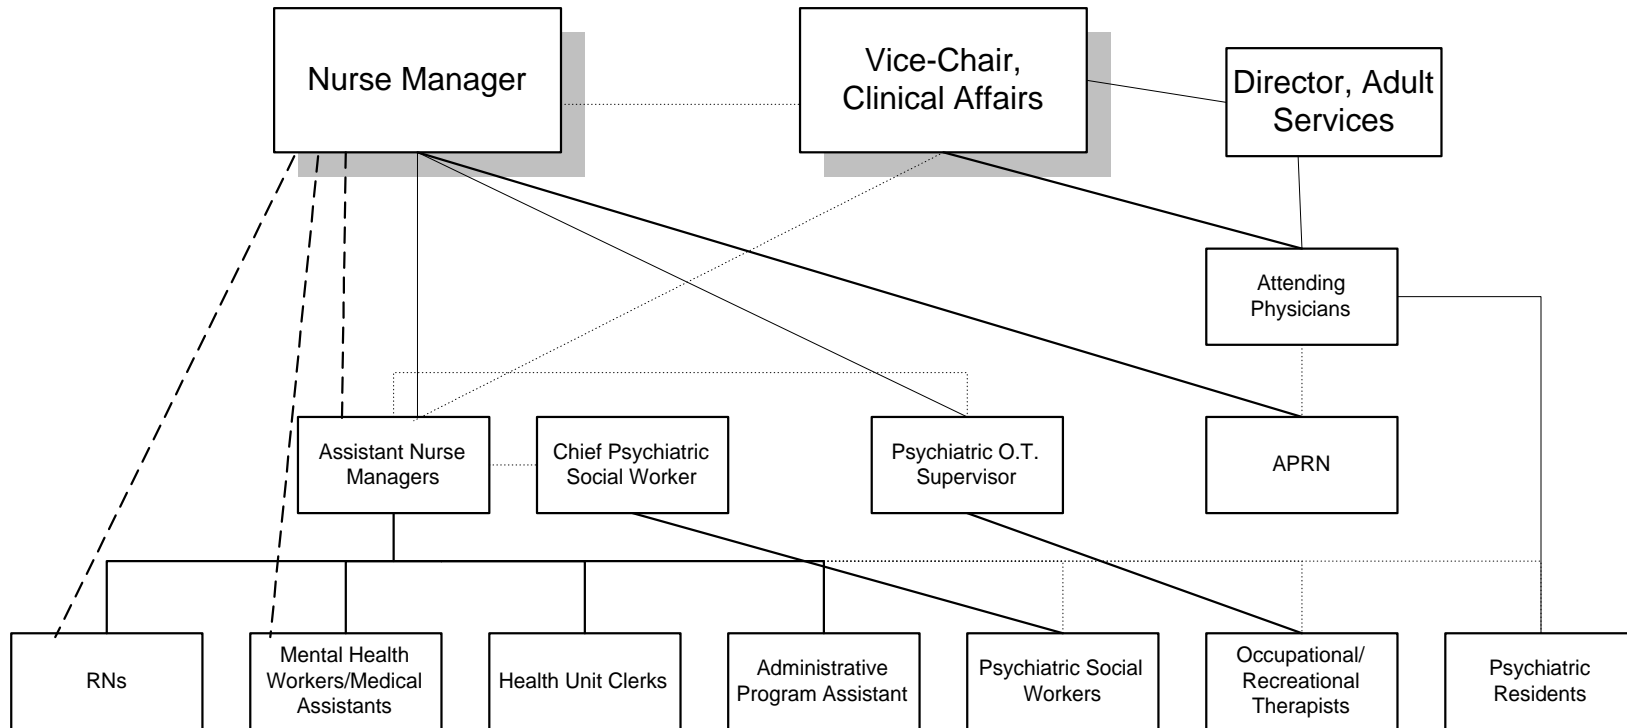 Nurse Manager
Vice-Chair,
Clinical Affairs
Director, Adult
Services
Attending
Physicians
Assistant Nurse
Managers
Chief Psychiatric
Social Worker
Psychiatric O.T.
Supervisor
APRN
RNs
Mental Health
Workers/Medical
Assistants
Health Unit Clerks
Administrative
Program Assistant
Psychiatric Social
Workers
Occupational/
Recreational
Therapists
Psychiatric
Residents